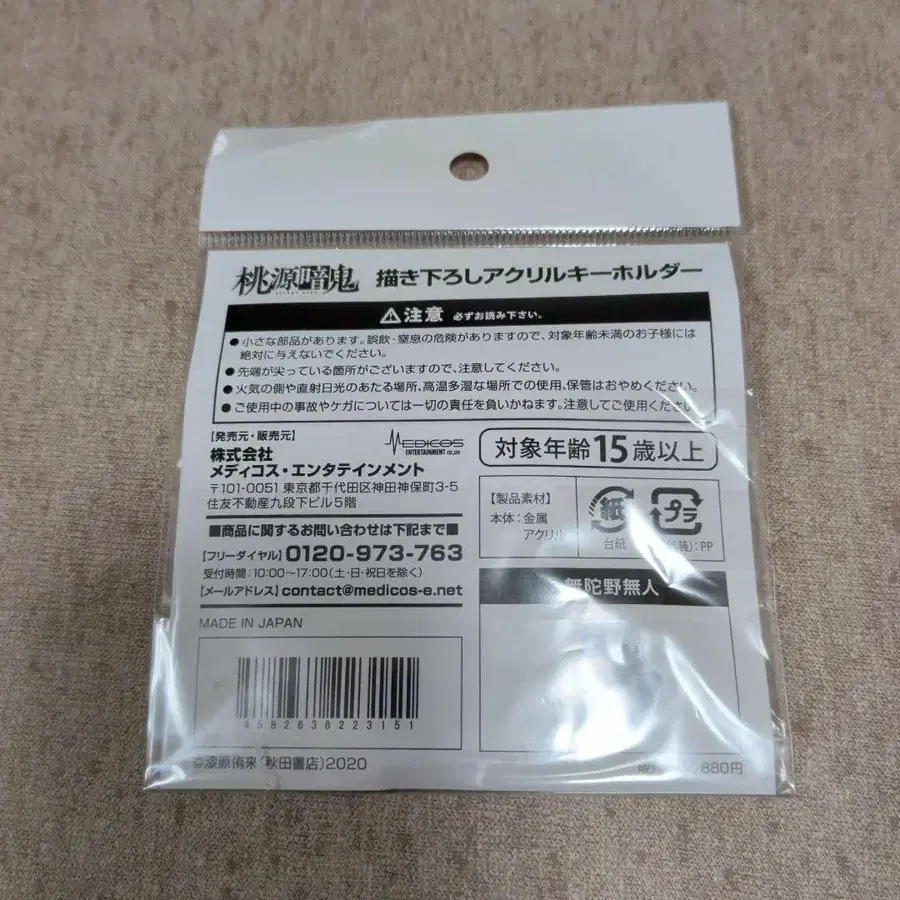 桃源暗鬼 描き下ろしアクリルキーホルダー
注意 必ずお読み下さい。
●小さな部品があります。誤飲・窒息の危険がありますので、対象年齢未満のお子様には
絶対に与えないでください。
●先端が尖っている箇所がございますので、注意してください。
●火気の側や直射日光のあたる場所、高温多湿な場所での使用、保管はおやめください。
●ご使用中の事故やケガについては一切の責任を負いかねます。注意してご使用ください
【発売元・販売元】
株式会社
メディコス・エンタテインメント
MEDICOS
ENTERTAINMENT CO.,LTD
〒101-0051 東京都千代田区神田神保町3-5
住友不動産九段下ビル5階
■商品に関するお問い合わせは下記まで■
【フリーダイヤル】0120-973-763
受付時間:10:00〜17:00(土・日・祝日を除く)
【メールアドレス】contact@medicos-e.net
MADE IN JAPAN
4582638223151
©漆原侑来 秋田書店)2020
対象年齢15歳以上
【製品素材】
本体:金属
アクリル
紙
台紙
プラ
装):PP
無陀野無人
880円